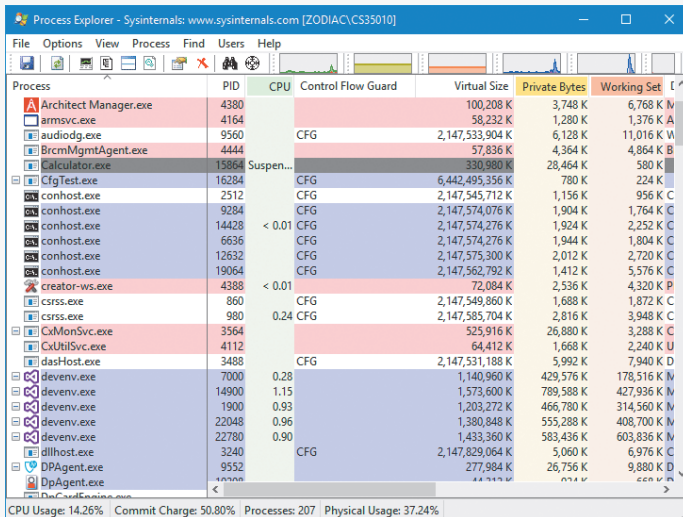 Process Explorer - Sysinternals: www.sysinternals.com [ZODIAC\CS35010]
File Options View Process Find Users Help
Process PID CPU Control Flow Guard Virtual Size Private Bytes Working Set
Architect Manager.exe 4380 100,208 K 3,748 K 6,768 K M
armsvc.exe 4164 58,232 K 1,280 K 1,376 K A
audiodg.exe 9560 CFG 2,147,533,904 K 6,128 K 11,016 K W
BrcmMgmtAgent.exe 4444 57,836 K 4,364 K 4,864 K B
Calculator.exe 15864 Suspen... 330,980 K 28,464 K 580 K
CfgTest.exe 16284 CFG 6,442,495,356 K 780 K 224 K
conhost.exe 2512 CFG 2,147,545,712 K 1,156 K 956 K C
conhost.exe 9284 CFG 2,147,574,076 K 1,904 K 1,764 K C
conhost.exe 14428 < 0.01 CFG 2,147,574,276 K 1,924 K 2,252 K C
conhost.exe 6636 CFG 2,147,574,276 K 1,944 K 1,804 K C
conhost.exe 12632 CFG 2,147,575,300 K 2,012 K 2,720 K C
conhost.exe 19064 CFG 2,147,562,792 K 1,412 K 5,576 K C
creator-ws.exe 4388 < 0.01 72,084 K 2,536 K 4,320 K P
csrss.exe 860 CFG 2,147,549,860 K 1,688 K 1,872 K C
csrss.exe 980 0.24 CFG 2,147,585,704 K 2,816 K 3,948 K C
CxMonSvc.exe 3564 525,916 K 26,880 K 3,288 K C
CxUtilSvc.exe 4112 64,412 K 1,668 K 2,240 K U
dasHost.exe 3488 CFG 2,147,531,188 K 5,992 K 7,940 K D
devenv.exe 7000 0.28 1,140,960 K 429,576 K 178,516 K M
devenv.exe 14900 1.15 1,573,600 K 789,588 K 427,936 K M
devenv.exe 1900 0.93 1,203,272 K 466,780 K 314,560 K M
devenv.exe 22048 0.96 1,380,848 K 555,288 K 408,700 K M
devenv.exe 22780 0.90 1,433,360 K 583,436 K 603,836 K M
dllhost.exe 3240 CFG 2,147,829,064 K 5,060 K 6,976 K C
DPAgent.exe 9552 277,984 K 26,756 K 9,880 K D
DpAgent.exe
DpCardEngine.exe
CPU Usage: 14.26% Commit Charge: 50.80% Processes: 207 Physical Usage: 37.24%